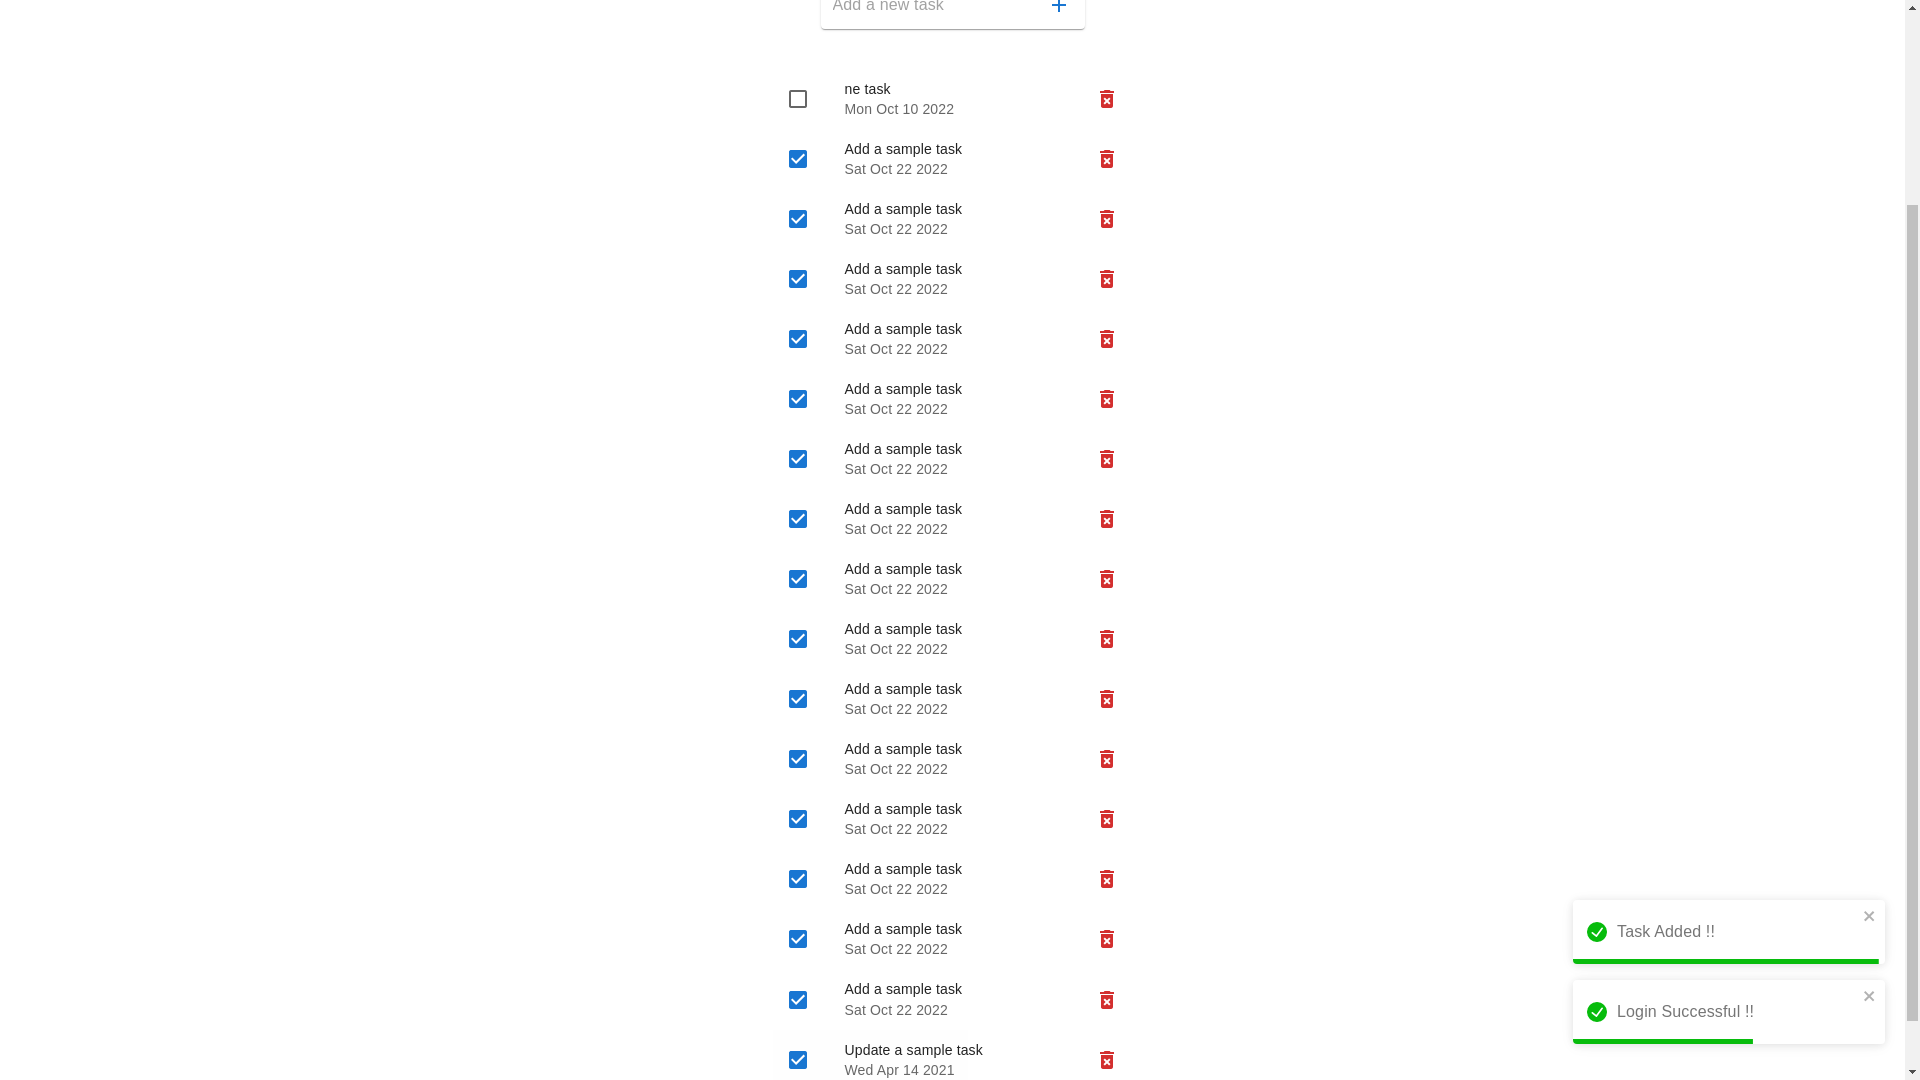 Add a new task
ne task
Mon Oct 10 2022
Add a sample task
Sat Oct 22 2022
Add a sample task
Sat Oct 22 2022
Add a sample task
Sat Oct 22 2022
Add a sample task
Sat Oct 22 2022
Add a sample task
Sat Oct 22 2022
Add a sample task
Sat Oct 22 2022
Add a sample task
Sat Oct 22 2022
Add a sample task
Sat Oct 22 2022
Add a sample task
Sat Oct 22 2022
Add a sample task
Sat Oct 22 2022
Add a sample task
Sat Oct 22 2022
Add a sample task
Sat Oct 22 2022
Add a sample task
Sat Oct 22 2022
Add a sample task
Sat Oct 22 2022
Add a sample task
Sat Oct 22 2022
Update a sample task
Wed Apr 14 2021
Task Added !!
Login Successful !!